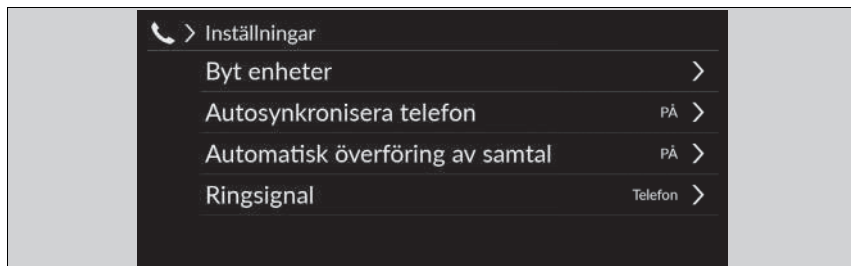 Inställningar
Byt enheter
Autosynkronisera telefon PÅ
Automatisk överföring av samtal PÅ
Ringsignal Telefon